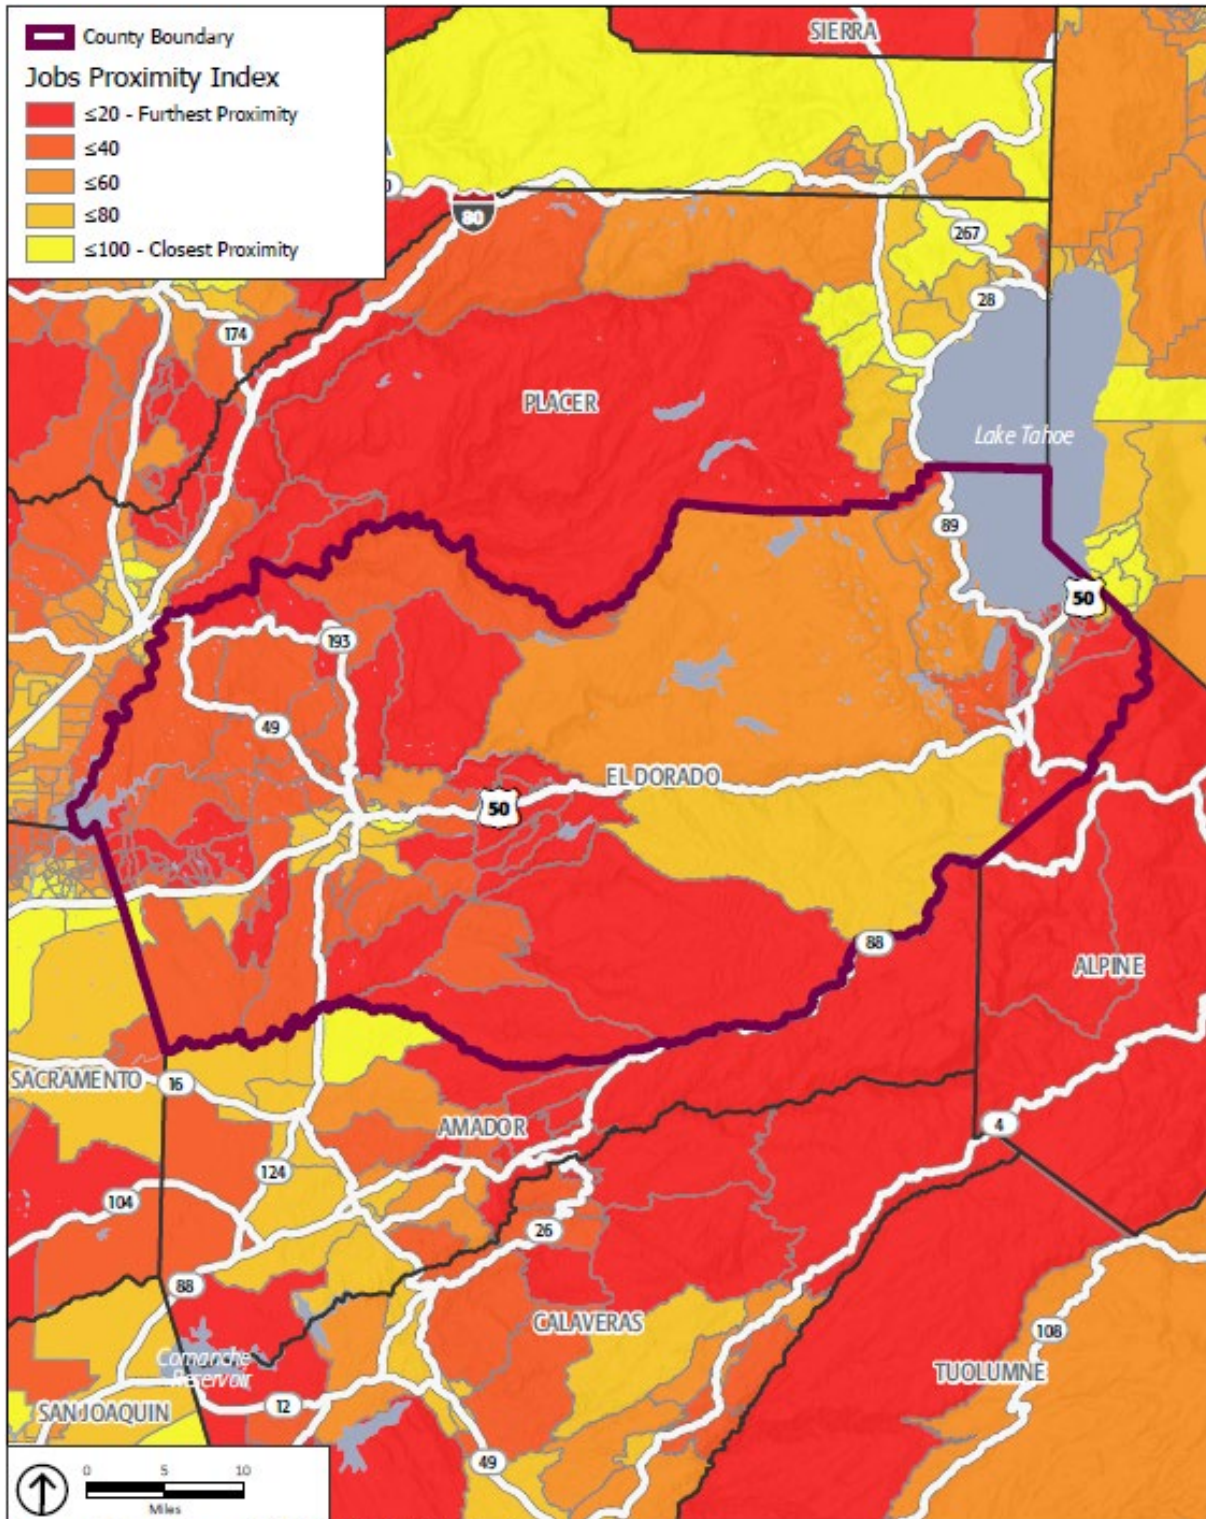 County Boundary
Jobs Proximity Index
≤20 - Furthest Proximity
≤40
≤60
≤80
≤100 - Closest Proximity
SIERRA
80
267
28
174
PLACER
Lake Tahoe
89
50
193
49
EL DORADO
50
88
ALPINE
SACRAMENTO
16
AMADOR
4
124
104
26
88
CALAVERAS
108
Comanche
Reservoir
TUOLUMNE
12
SAN JOAQUIN
49
0 5 10
Miles